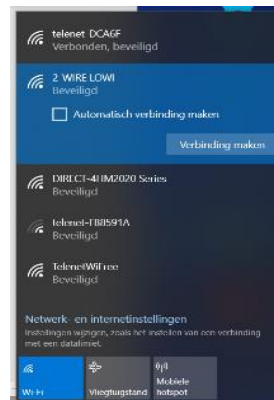 telenet DCA6F
Verbonden, beveiligd
2 WIRE LOWI
Beveiligd
Automatisch verbinding maken
Verbinding maken
DIRECT-4HM2020 Series
Beveiligd
telenet-TB8591A
Beveiligd
TelenetWiFree
Beveiligd
Netwerk- en internetinstellingen
Instellingen wijzigen, zoals het instellen van een verbinding
met een datalimiet.
Wi-Fi
Vliegtuigstand
Mobiele
hotspot